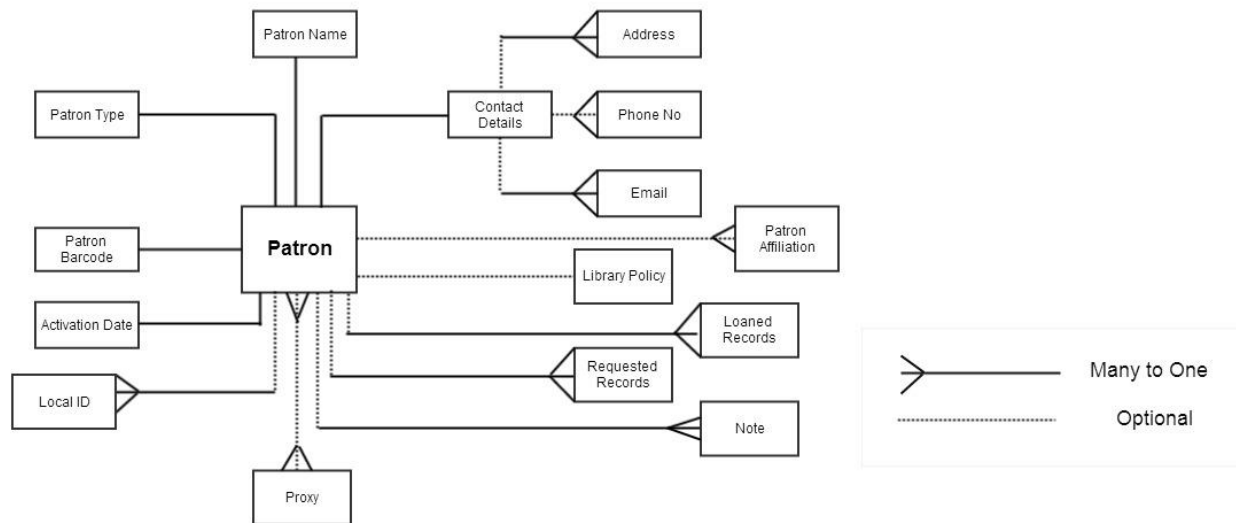 Patron Name
Address
Patron Type
Contact
Details
Phone No
Email
Patron
Patron
Barcode
Patron
Affiliation
Library Policy
Activation Date
Loaned
Records
Requested
Records
Many to One
Local ID
Note
Optional
Proxy